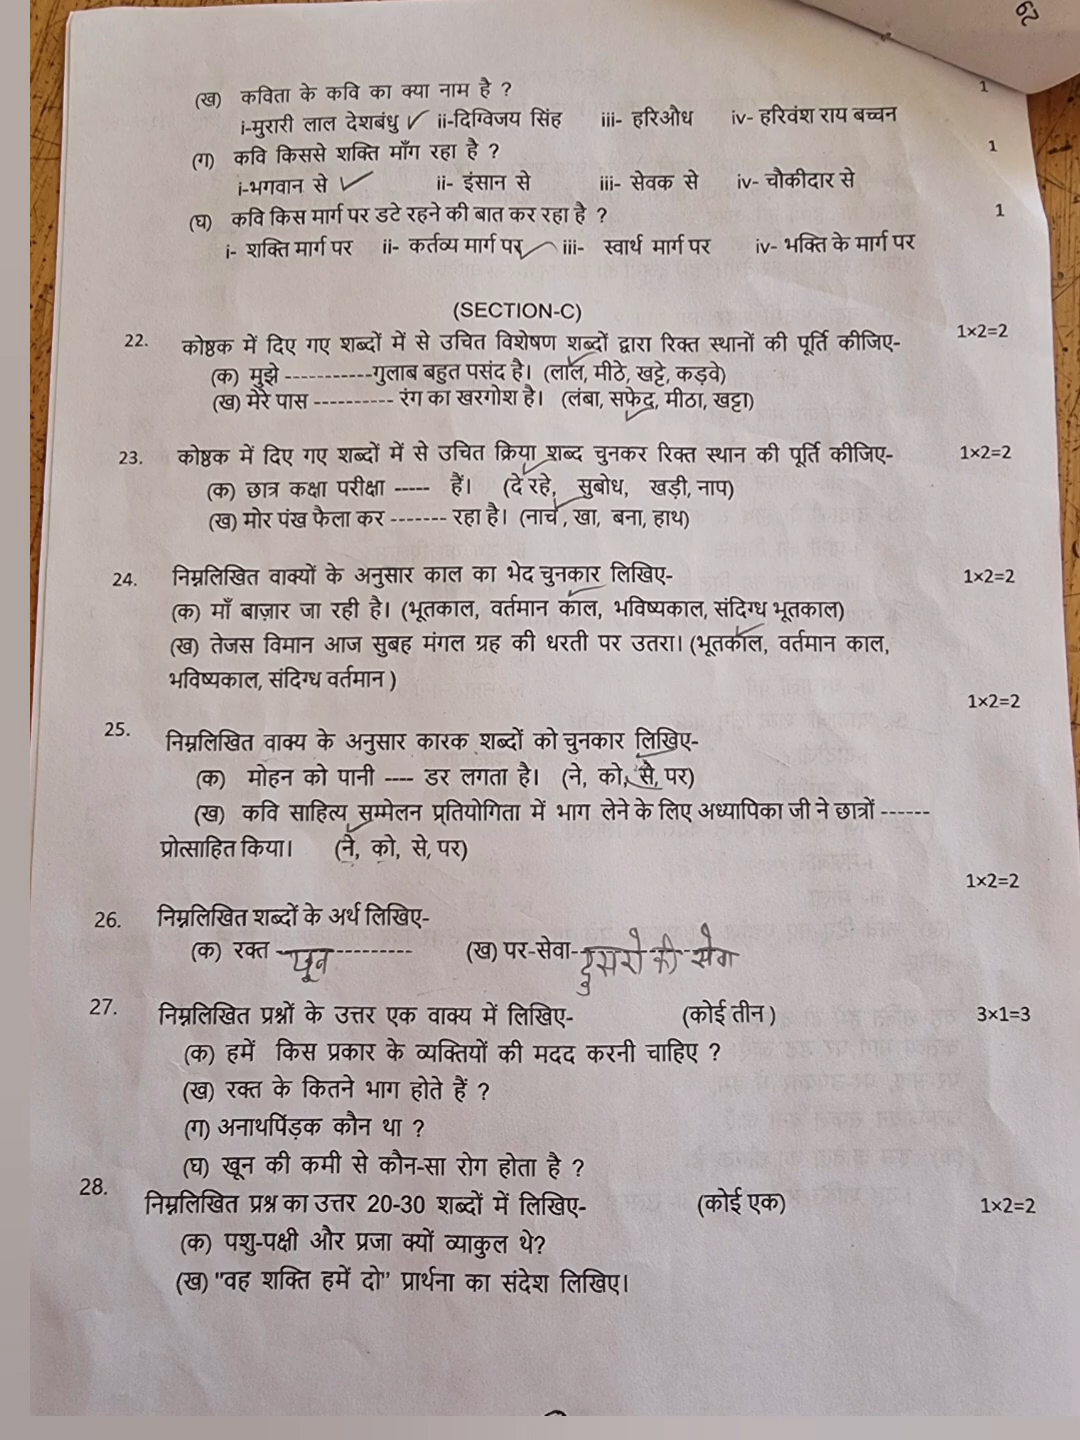 62
(ख) कविता के कवि का क्या नाम है ? 1
i-मुरारी लाल देशबंधु ✓ ii-दिग्विजय सिंह iii- हरिऔध iv- हरिवंश राय बच्चन
(ग) कवि किससे शक्ति माँग रहा है ? 1
i-भगवान से ✓ ii- इंसान से iii- सेवक से iv- चौकीदार से
(घ) कवि किस मार्ग पर डटे रहने की बात कर रहा है ? 1
i- शक्ति मार्ग पर ii- कर्तव्य मार्ग पर ✓ iii- स्वार्थ मार्ग पर iv- भक्ति के मार्ग पर
(SECTION-C)
22. कोष्ठक में दिए गए शब्दों में से उचित विशेषण शब्दों द्वारा रिक्त स्थानों की पूर्ति कीजिए- 1×2=2
(क) मुझे -----------गुलाब बहुत पसंद है। (लाल, मीठे, खट्टे, कड़वे)
(ख) मेरे पास ---------- रंग का खरगोश है। (लंबा, सफेद, मीठा, खट्टा)
23. कोष्ठक में दिए गए शब्दों में से उचित क्रिया शब्द चुनकर रिक्त स्थान की पूर्ति कीजिए- 1×2=2
(क) छात्र कक्षा परीक्षा ----- हैं। (दे रहे, सुबोध, खड़ी, नाप)
(ख) मोर पंख फैला कर ------- रहा है। (नाच, खा, बना, हाथ)
24. निम्नलिखित वाक्यों के अनुसार काल का भेद चुनकार लिखिए- 1×2=2
(क) माँ बाज़ार जा रही है। (भूतकाल, वर्तमान काल, भविष्यकाल, संदिग्ध भूतकाल)
(ख) तेजस विमान आज सुबह मंगल ग्रह की धरती पर उतरा। (भूतकाल, वर्तमान काल,
भविष्यकाल, संदिग्ध वर्तमान )
25. निम्नलिखित वाक्य के अनुसार कारक शब्दों को चुनकार लिखिए- 1×2=2
(क) मोहन को पानी ---- डर लगता है। (ने, को, से, पर)
(ख) कवि साहित्य सम्मेलन प्रतियोगिता में भाग लेने के लिए अध्यापिका जी ने छात्रों ------
प्रोत्साहित किया। (ने, को, से, पर)
26. निम्नलिखित शब्दों के अर्थ लिखिए- 1×2=2
(क) रक्त -खून---------- (ख) पर-सेवा-दुसरो की सेवा
27. निम्नलिखित प्रश्नों के उत्तर एक वाक्य में लिखिए- (कोई तीन ) 3×1=3
(क) हमें किस प्रकार के व्यक्तियों की मदद करनी चाहिए ?
(ख) रक्त के कितने भाग होते हैं ?
(ग) अनाथपिंड़क कौन था ?
(घ) खून की कमी से कौन-सा रोग होता है ?
28. निम्नलिखित प्रश्न का उत्तर 20-30 शब्दों में लिखिए- (कोई एक) 1×2=2
(क) पशु-पक्षी और प्रजा क्यों व्याकुल थे?
(ख) "वह शक्ति हमें दो" प्रार्थना का संदेश लिखिए।